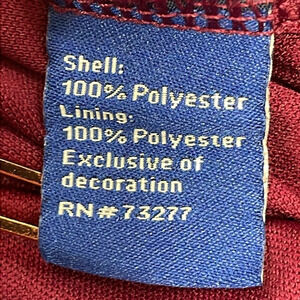 Shell:
100% Polyester
Lining:
100% Polyester
Exclusive of
decoration
RN# 73277